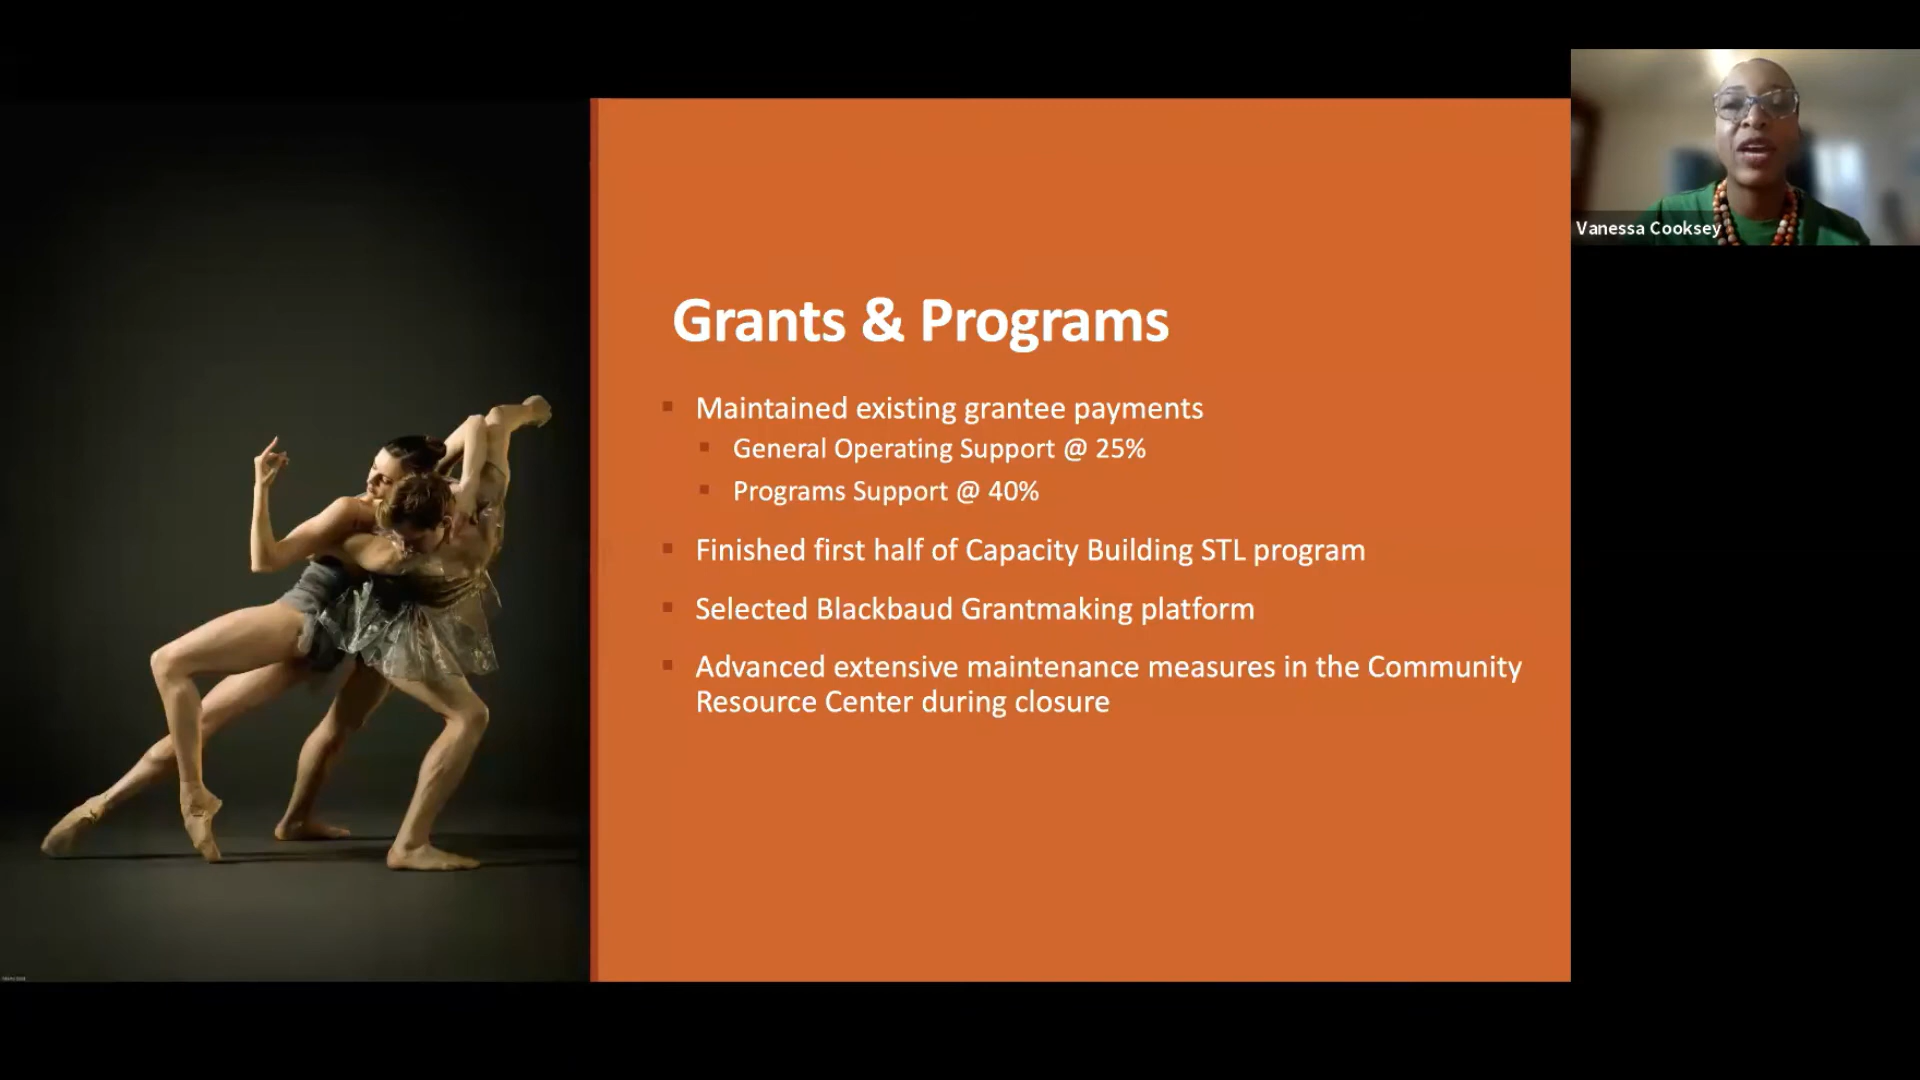 Grants & Programs
Maintained existing grantee payments
General Operating Support @ 25%
Programs Support @ 40%
Finished first half of Capacity Building STL program
Selected Blackbaud Grantmaking platform
Advanced extensive maintenance measures in the Community
Resource Center during closure
Vanessa Cooksey